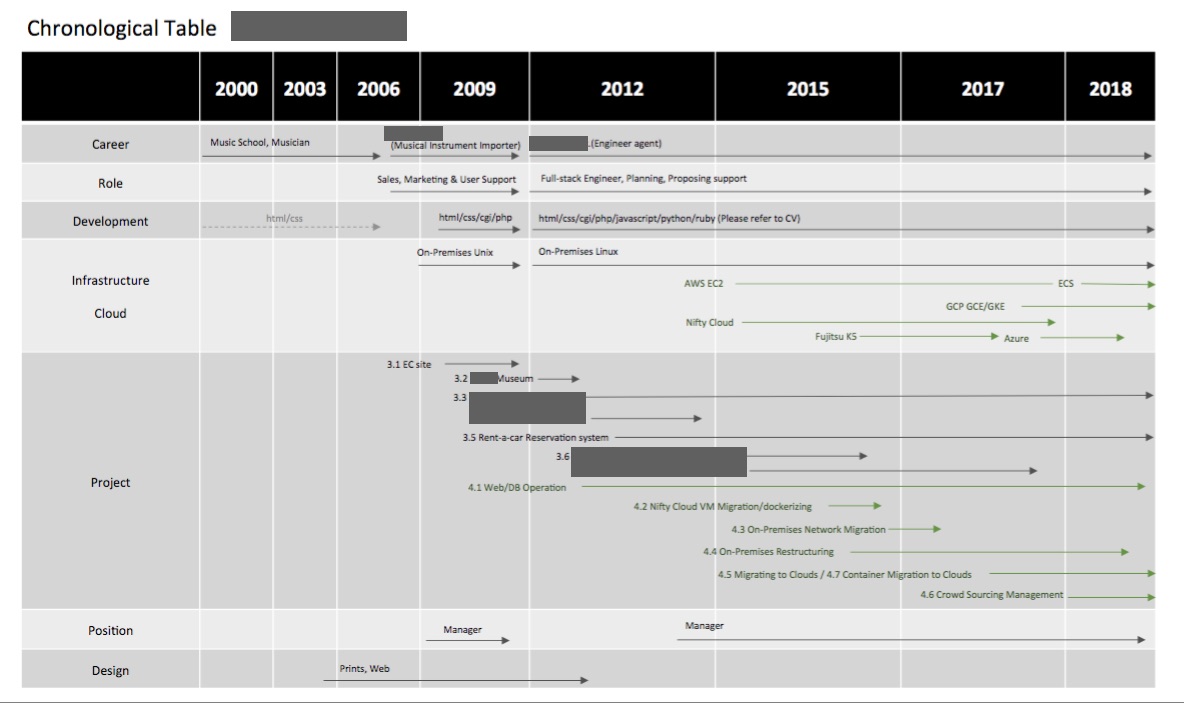 Chronological Table
2000 2003 2006 2009 2012 2015 2017 2018
Career
Music School, Musician
(Musical Instrument Importer)
.(Engineer agent)
Role
Sales, Marketing & User Support
Full-stack Engineer, Planning, Proposing support
Development
html/css
html/css/cgi/php
html/css/cgi/php/javascript/python/ruby (Please refer to CV)
Infrastructure
Cloud
On-Premises Unix
On-Premises Linux
AWS EC2
ECS
GCP GCE/GKE
Nifty Cloud
Fujitsu K5
Azure
Project
3.1 EC site
3.2 Museum
3.3
3.5 Rent-a-car Reservation system
3.6
4.1 Web/DB Operation
4.2 Nifty Cloud VM Migration/dockerizing
4.3 On-Premises Network Migration
4.4 On-Premises Restructuring
4.5 Migrating to Clouds / 4.7 Container Migration to Clouds
4.6 Crowd Sourcing Management
Position
Manager
Manager
Design
Prints, Web